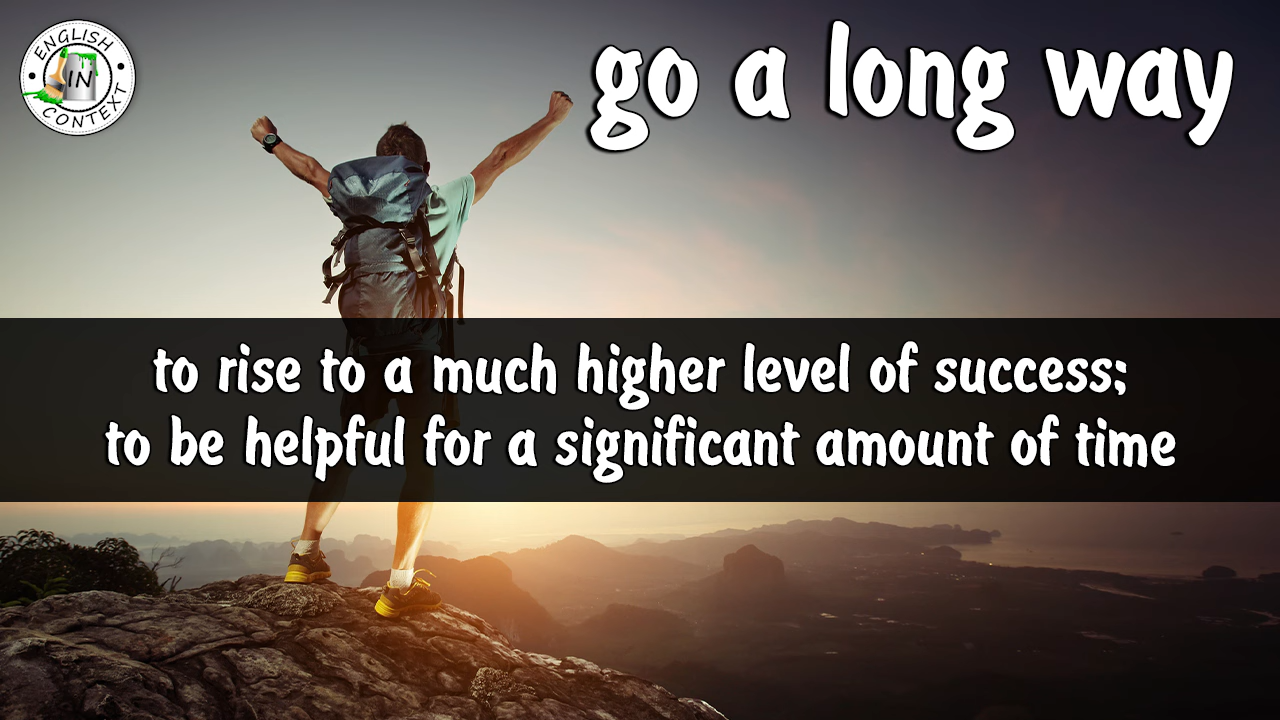 ENGLISH
IN
CONTEXT
go a long way
to rise to a much higher level of success;
to be helpful for a significant amount of time